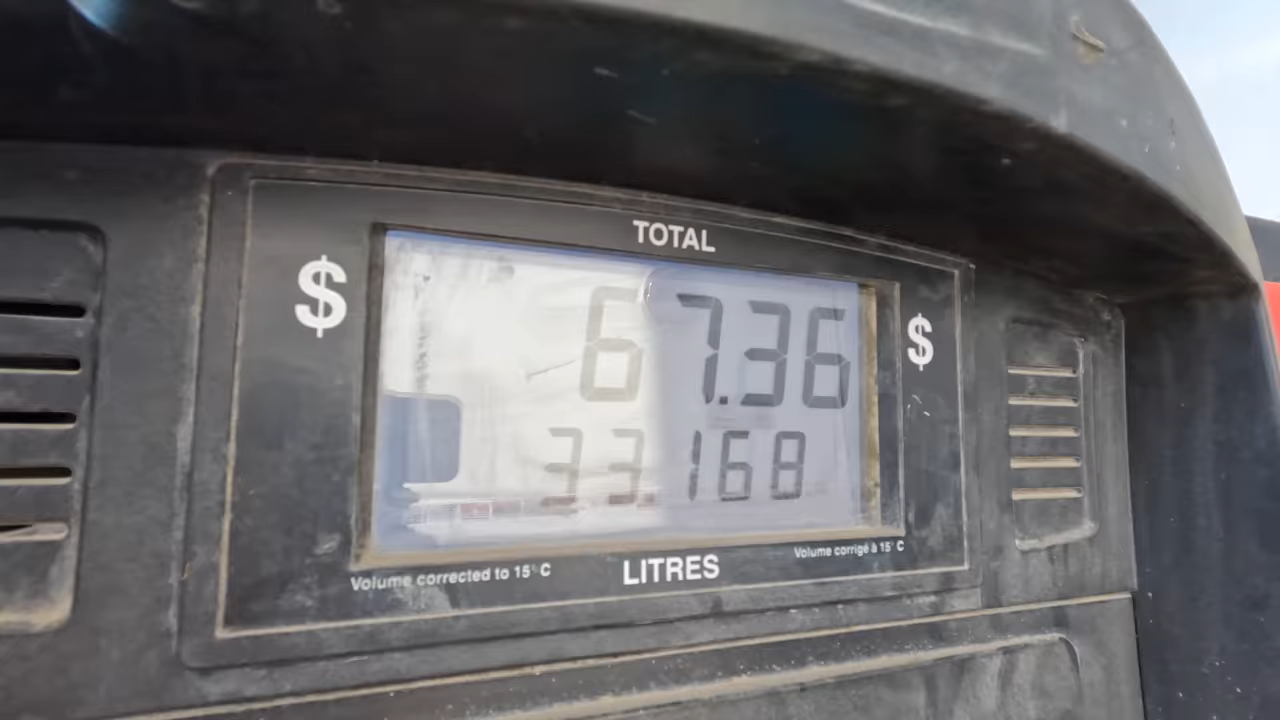 TOTAL
$ 67.36 $
33.168
Volume corrected to 15° C LITRES Volume corrigé à 15° C